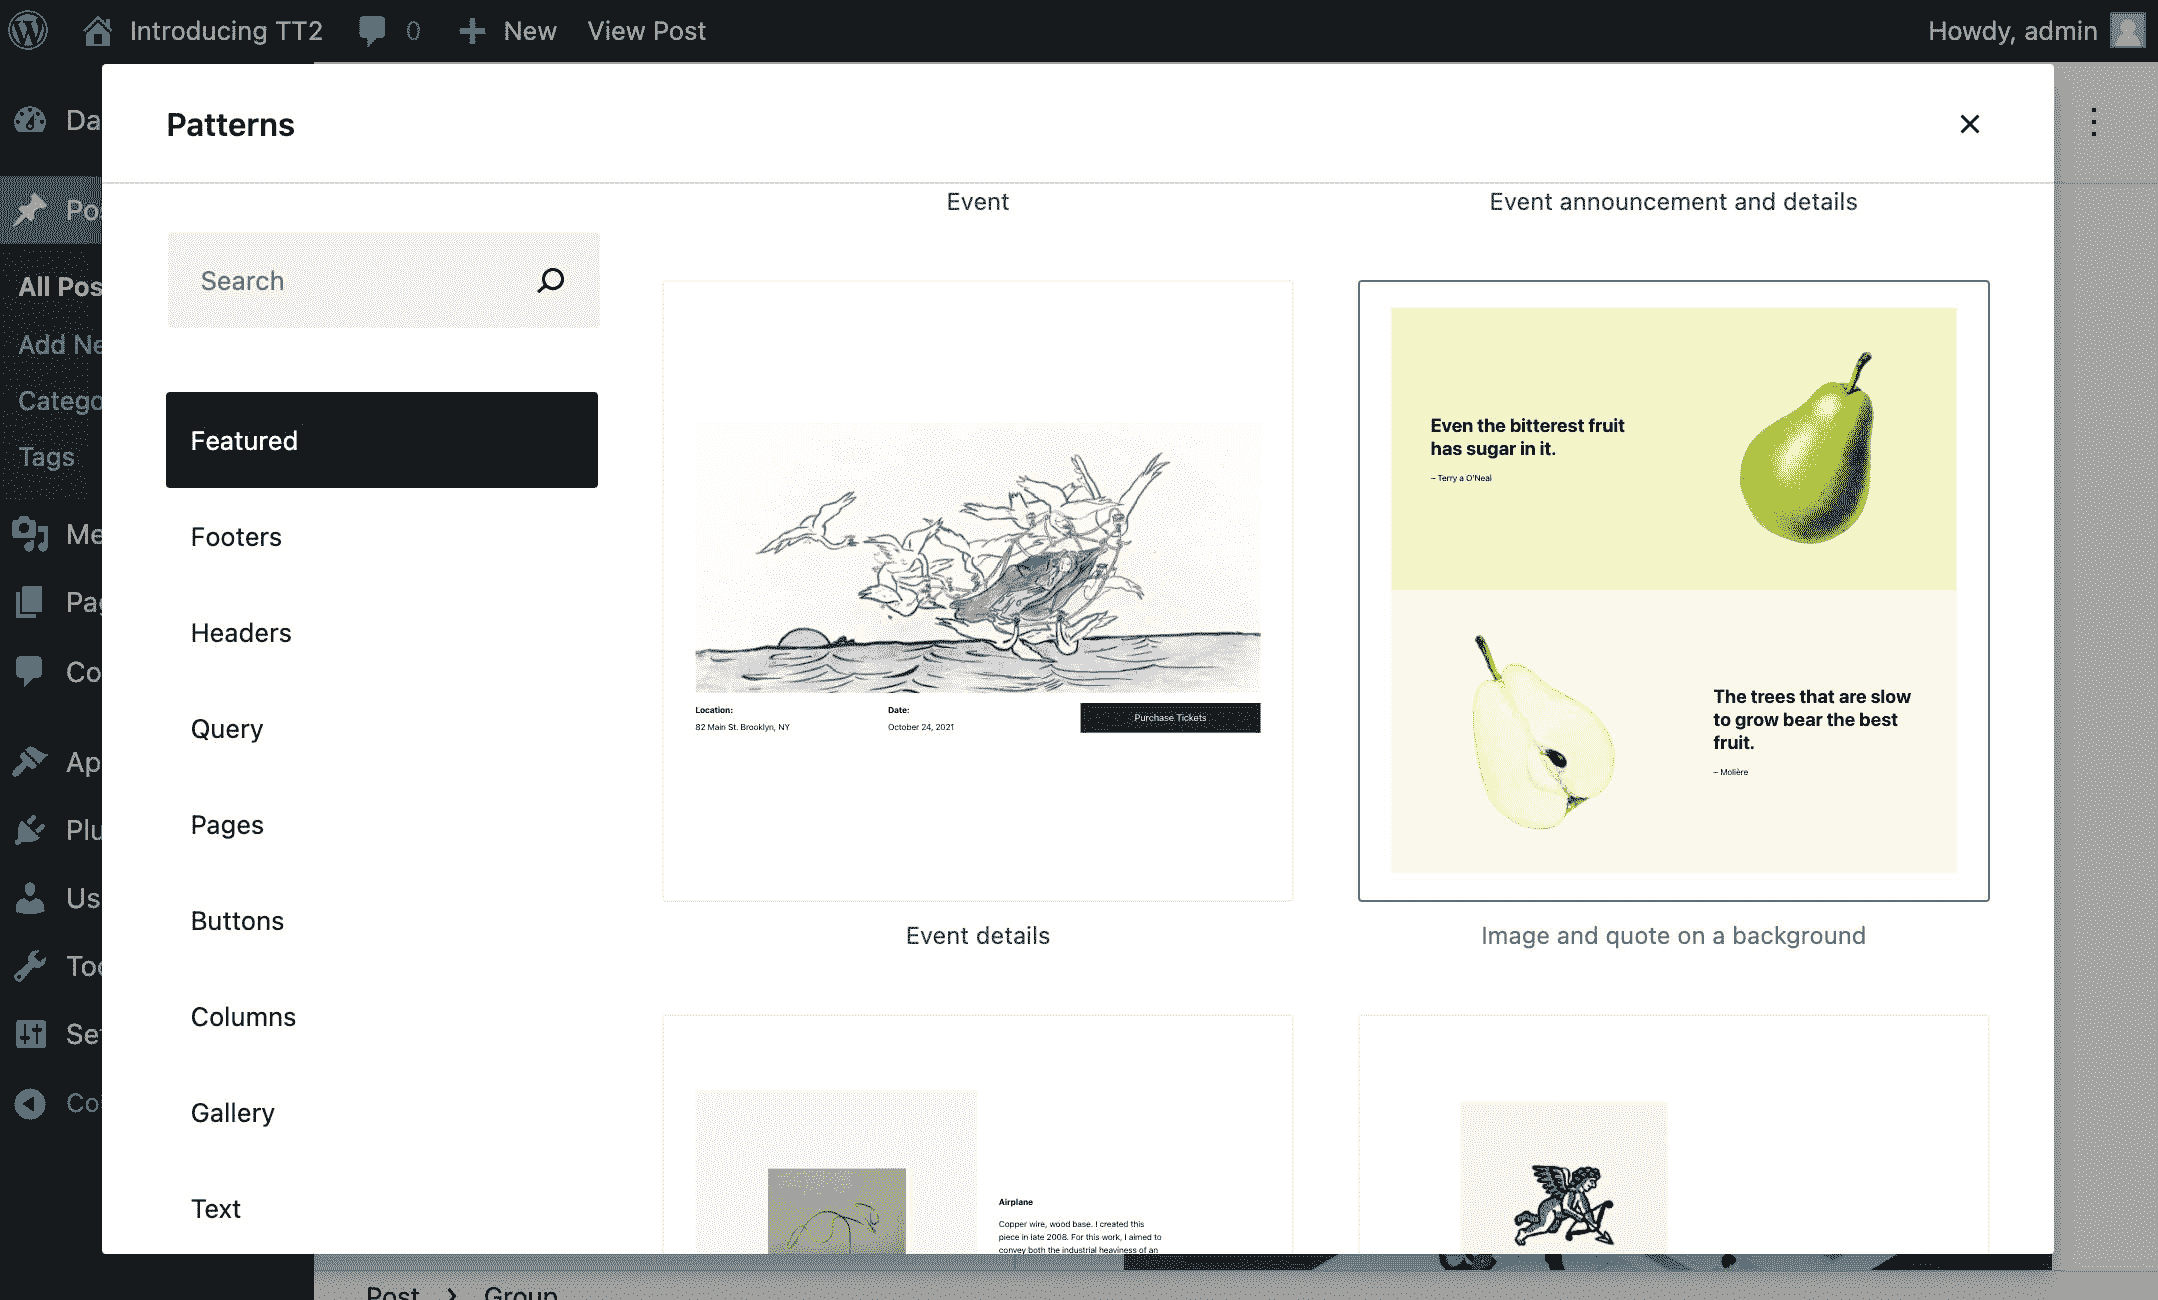 Introducing TT2
0
New
View Post
Howdy, admin
Patterns
Da
Pos
All Pos
Add Ne
Catego
Tags
Me
Pag
Co
Ap
Plu
Us
Too
Set
Col
Search
Featured
Footers
Headers
Query
Pages
Buttons
Columns
Gallery
Text
Event
Event announcement and details
Location:
82 Main St. Brooklyn, NY
Date:
October 24, 2021
Purchase Tickets
Event details
Even the bitterest fruit
has sugar in it.
– Terry a O'Neal
The trees that are slow
to grow bear the best
fruit.
– Molière
Image and quote on a background
Airplane
Copper wire, wood base. I created this
piece in late 2008. For this work, I aimed to
convey both the industrial heaviness of an
Post
Group